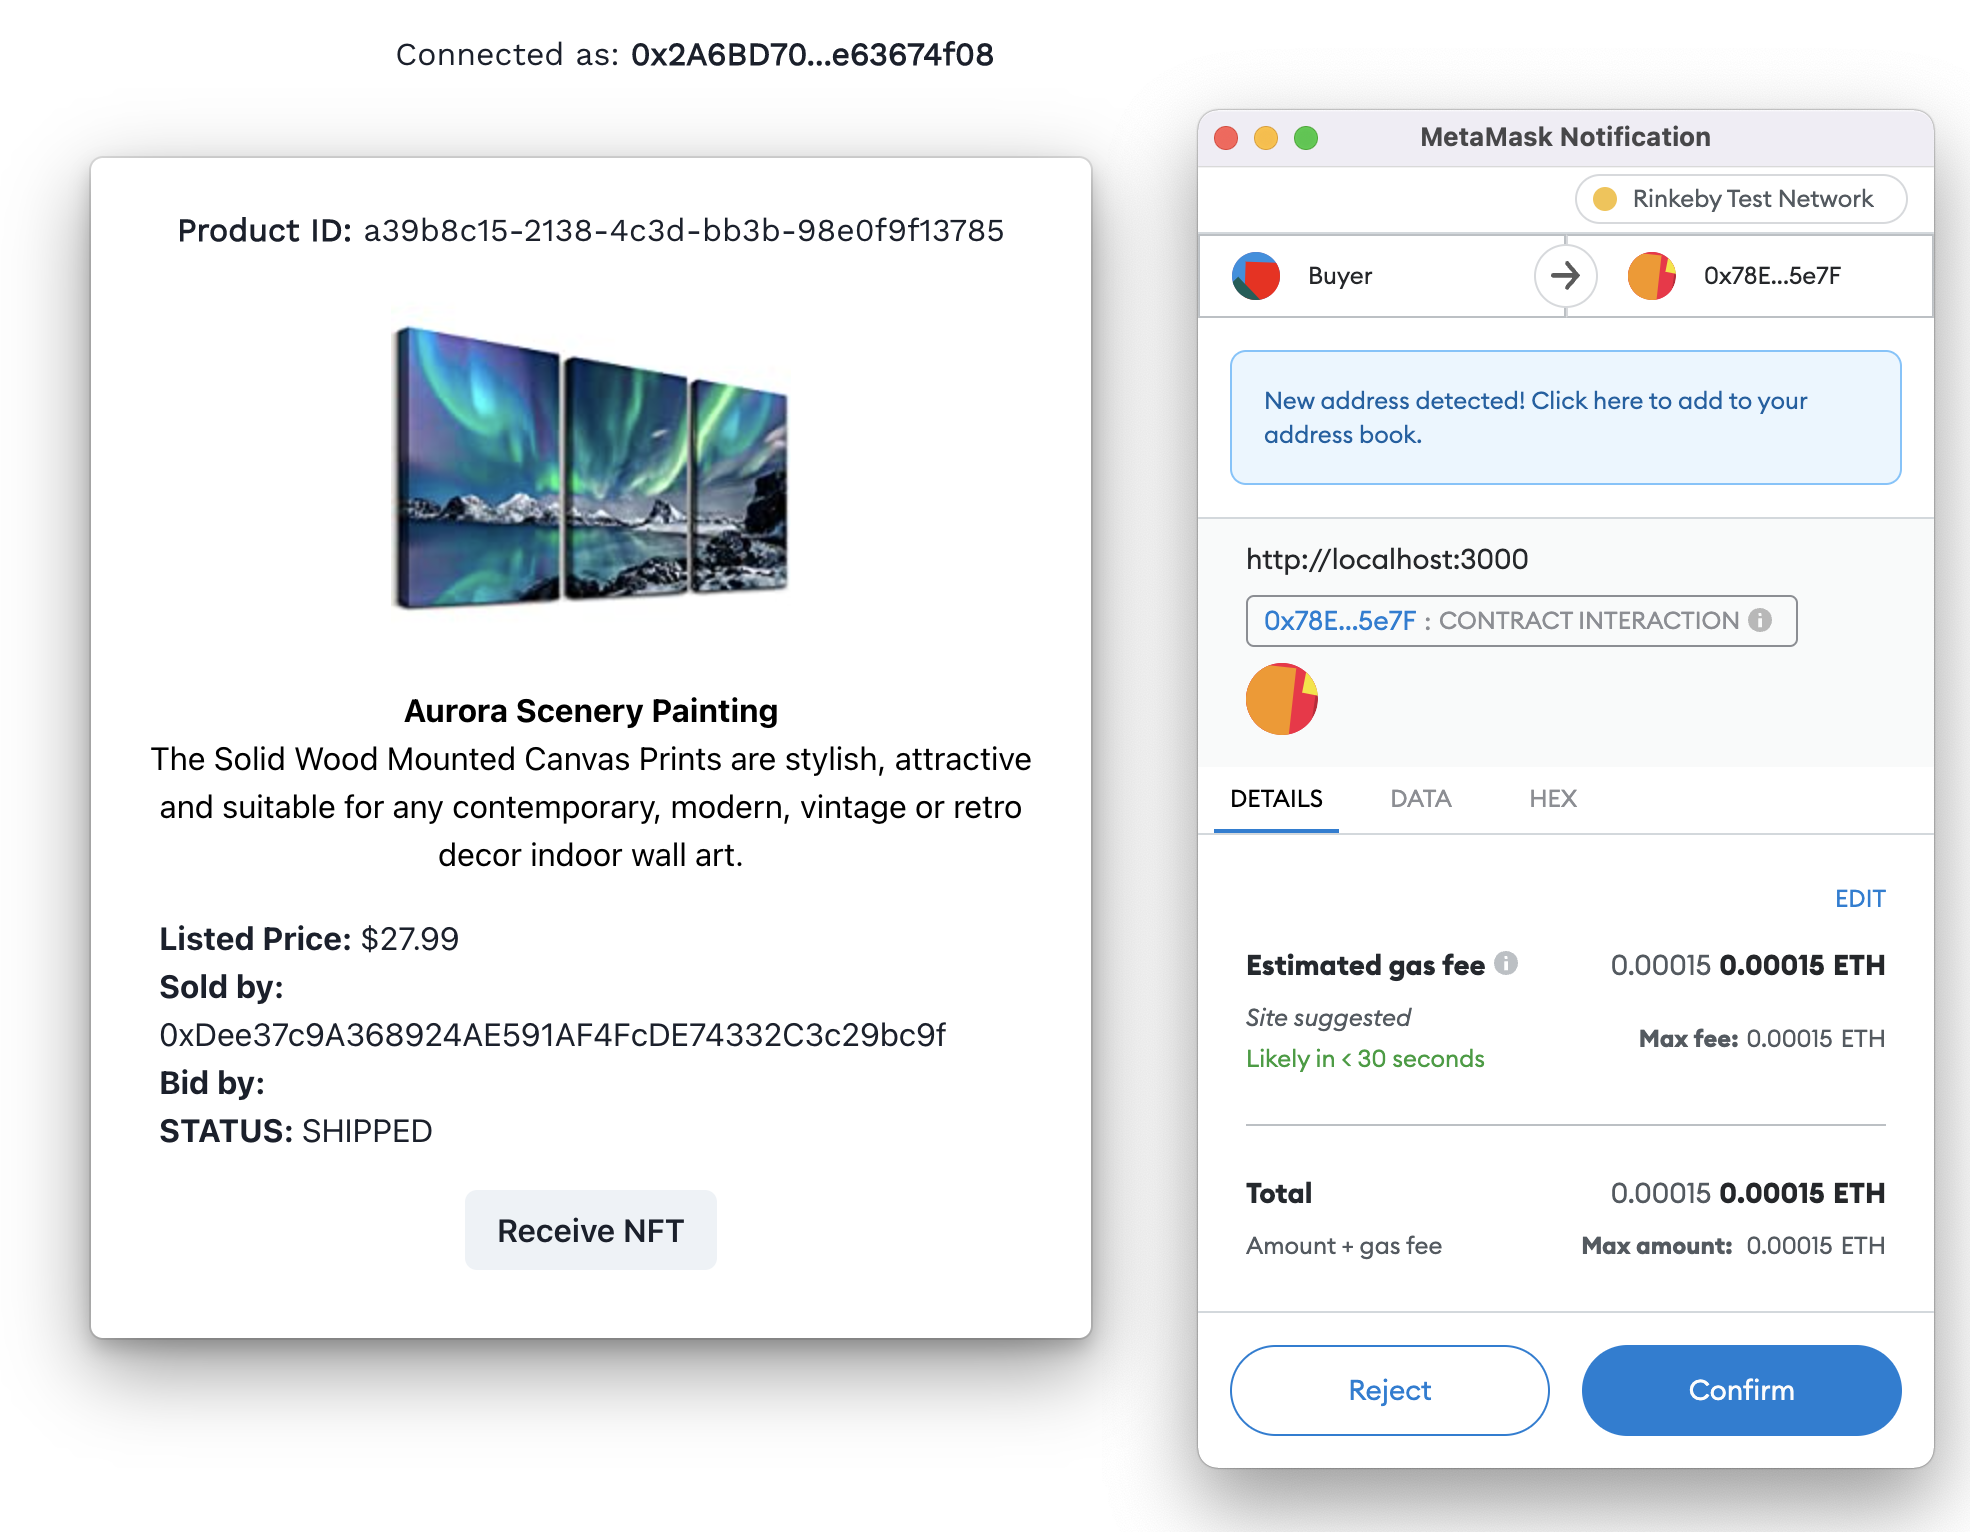 Connected as: 0x2A6BD70...e63674f08
Product ID: a39b8c15-2138-4c3d-bb3b-98e0f9f13785
Aurora Scenery Painting
The Solid Wood Mounted Canvas Prints are stylish, attractive
and suitable for any contemporary, modern, vintage or retro
decor indoor wall art.
Listed Price: $27.99
Sold by:
0xDee37c9A368924AE591AF4FcDE74332C3c29bc9f
Bid by:
STATUS: SHIPPED
Receive NFT
MetaMask Notification
Rinkeby Test Network
Buyer
0x78E...5e7F
New address detected! Click here to add to your
address book.
http://localhost:3000
0x78E...5e7F : CONTRACT INTERACTION
DETAILS DATA HEX
EDIT
Estimated gas fee 0.00015 0.00015 ETH
Site suggested
Max fee: 0.00015 ETH
Likely in < 30 seconds
Total 0.00015 0.00015 ETH
Amount + gas fee Max amount: 0.00015 ETH
Reject Confirm